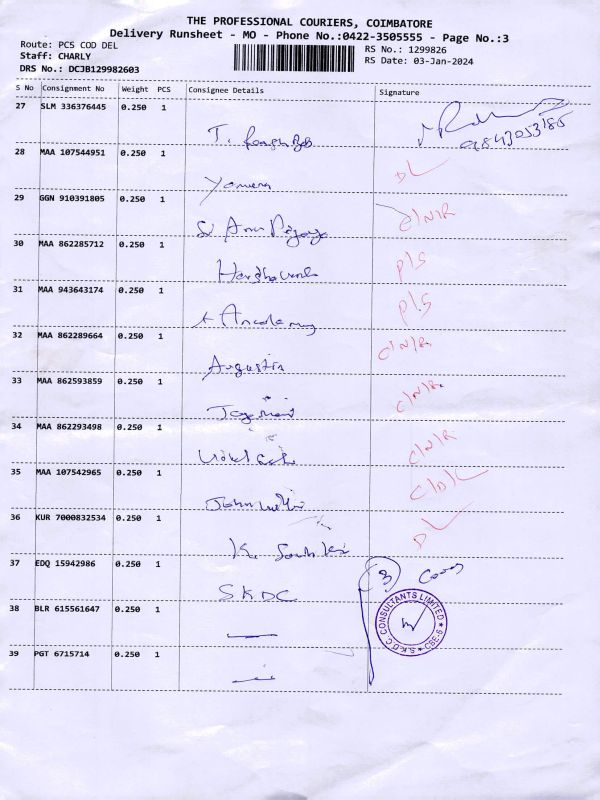 THE PROFESSIONAL COURIERS, COIMBATORE
Delivery Runsheet - MO - Phone No.:0422-3505555 - Page No.:3
Route: PCS COD DEL
Staff: CHARLY
DRS No.: DCJB129982603
RS No.: 1299826
RS Date: 03-Jan-2024
S No Consignment No Weight PCS Consignee Details Signature
27 SLM 336376445 0.250 1
T.
9843053186
28 MAA 107544951 0.250 1
DL
29 GGN 910391805 0.250 1
C/N/R
30 MAA 862285712 0.250 1
P/S
31 MAA 943643174 0.250 1
P/S
32 MAA 862289664 0.250 1
Augustin C/N/R
33 MAA 862593859 0.250 1
C/N/R
34 MAA 862293498 0.250 1
C/N/R
35 MAA 107542965 0.250 1
C/D/L
36 KUR 7000832534 0.250 1
K. DL
37 EDQ 15942986 0.250 1
SKDC
3
38 BLR 615561647 0.250 1
S.K.D.C. CONSULTANTS LIMITED ★ CBE-6 ★
39 PGT 6715714 0.250 1